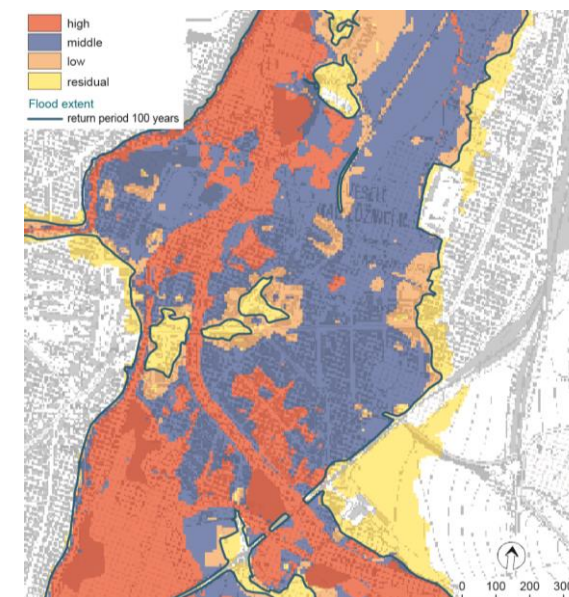 high
middle
low
residual
Flood extent
return period 100 years
0 100 200 300